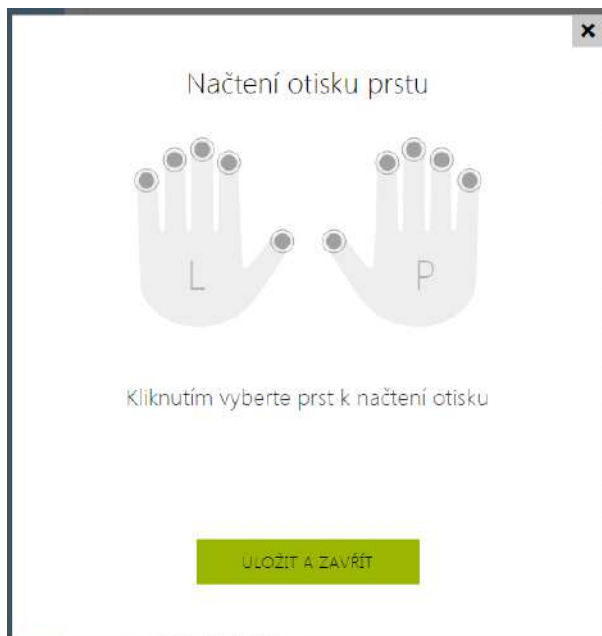 Načtení otisku prstu
L P
Kliknutím vyberte prst k načtení otisku
ULOŽIT A ZAVŘÍT